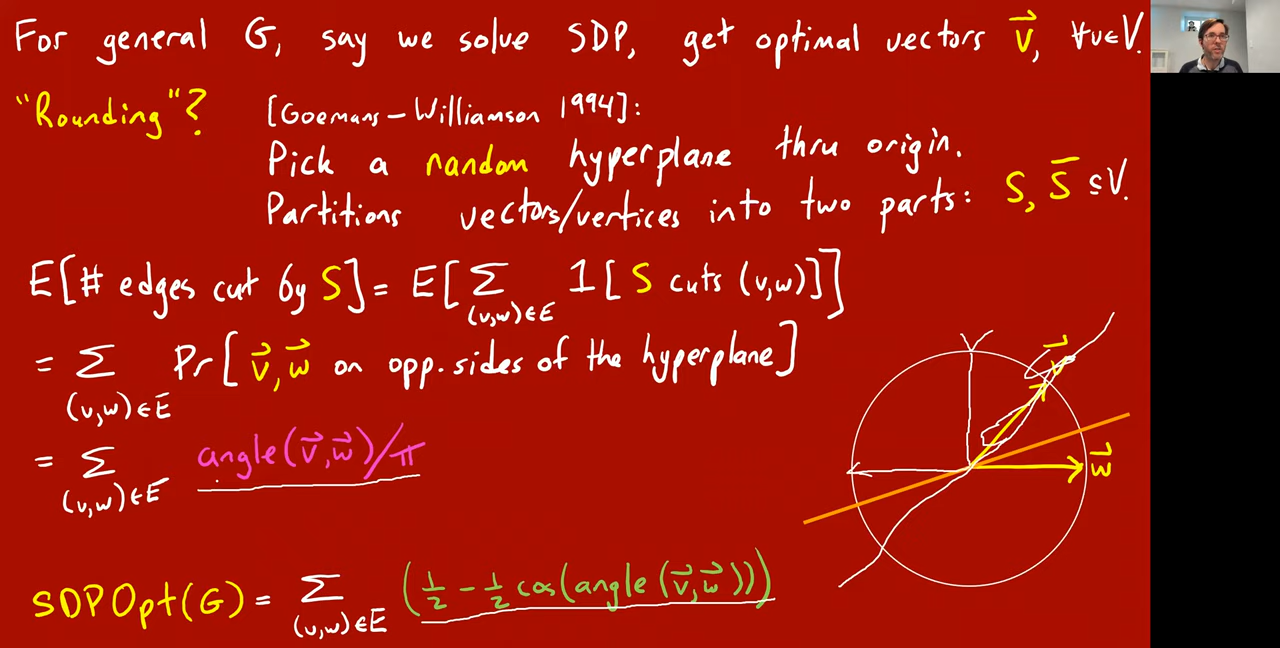 For general G, say we solve SDP, get optimal vectors v⃗, ∀v∈V.
"Rounding"? [Goemans–Williamson 1994]:
Pick a random hyperplane thru origin.
Partitions vectors/vertices into two parts: S, S̄ ⊆V.
E[# edges cut by S] = E[∑_{(v,w)∈E} 1[S cuts (v,w)]]
= ∑_{(v,w)∈E} Pr[v⃗,w⃗ on opp. sides of the hyperplane]
= ∑_{(v,w)∈E} angle(v⃗,w⃗)/π
v⃗
w⃗
SDPOpt(G) = ∑_{(v,w)∈E} (½ - ½ cos(angle(v⃗,w⃗)))